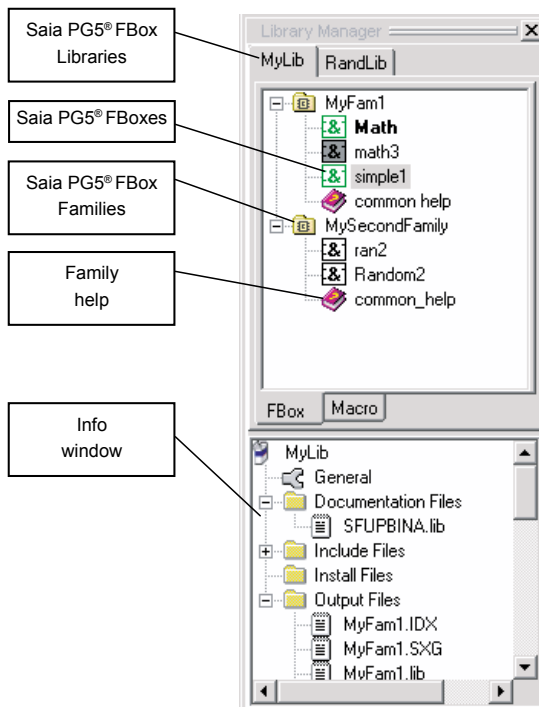 Saia PG5® FBox
Libraries
Saia PG5® FBoxes
Saia PG5® FBox
Families
Family
help
Info
window
Library Manager
MyLib
RandLib
MyFam1
Math
math3
simple1
common help
MySecondFamily
ran2
Random2
common_help
FBox
Macro
MyLib
General
Documentation Files
SFUPBINA.lib
Include Files
Install Files
Output Files
MyFam1.IDX
MyFam1.SXG
MyFam1.lib